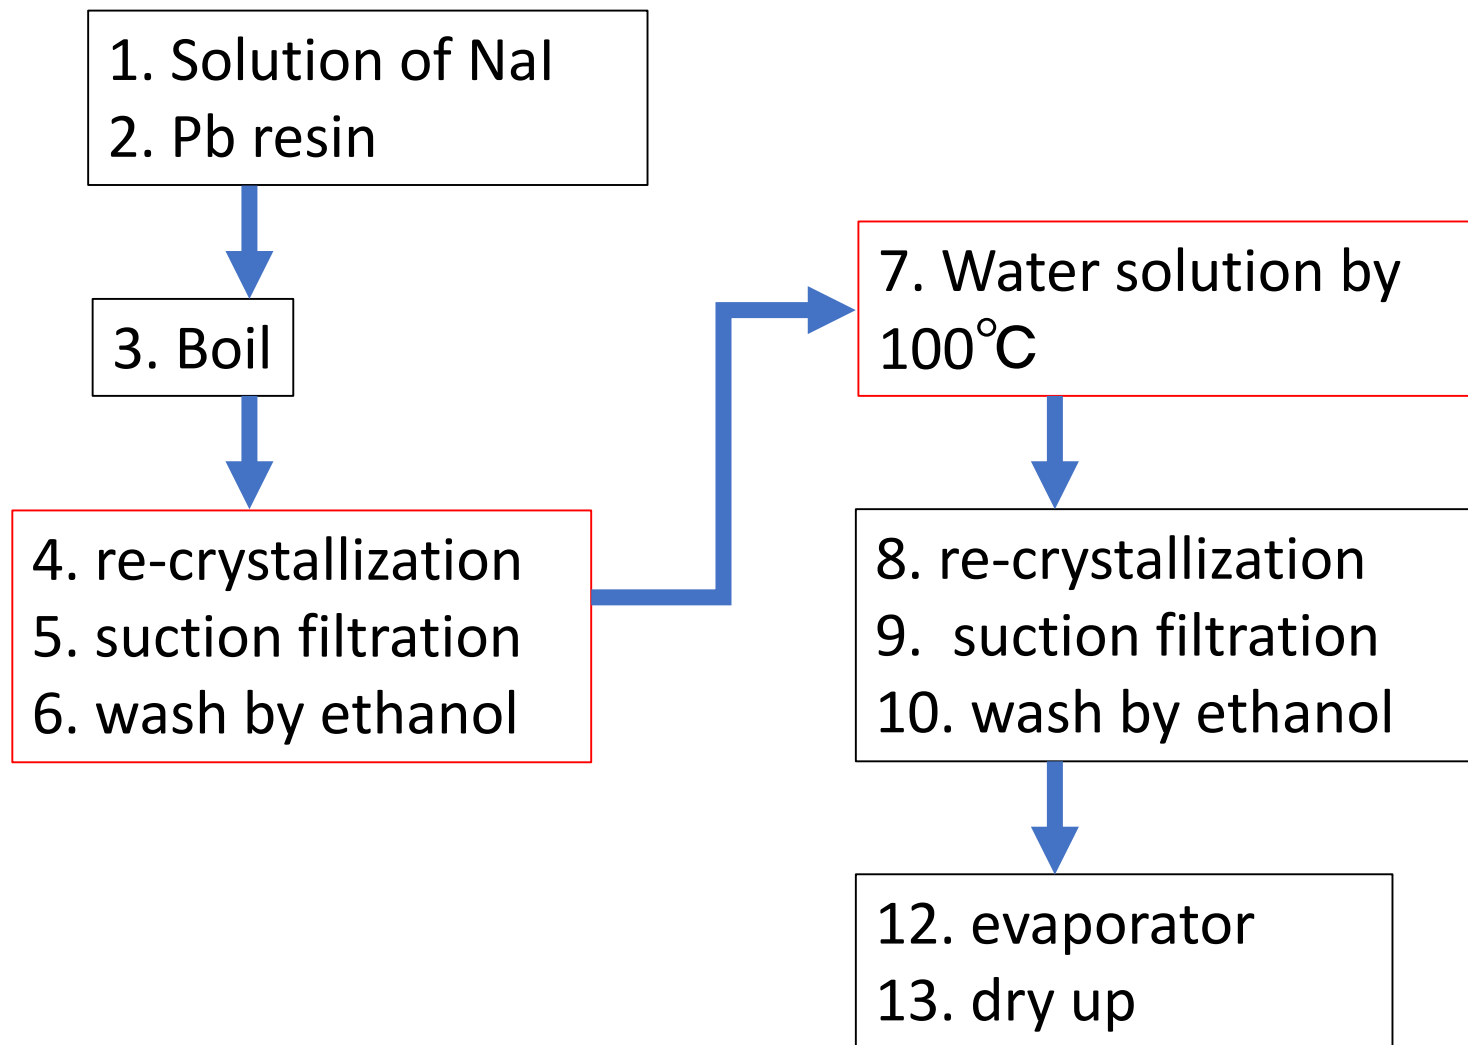 1. Solution of NaI
2. Pb resin
3. Boil
4. re-crystallization
5. suction filtration
6. wash by ethanol
7. Water solution by
100℃
8. re-crystallization
9.  suction filtration
10. wash by ethanol
12. evaporator
13. dry up